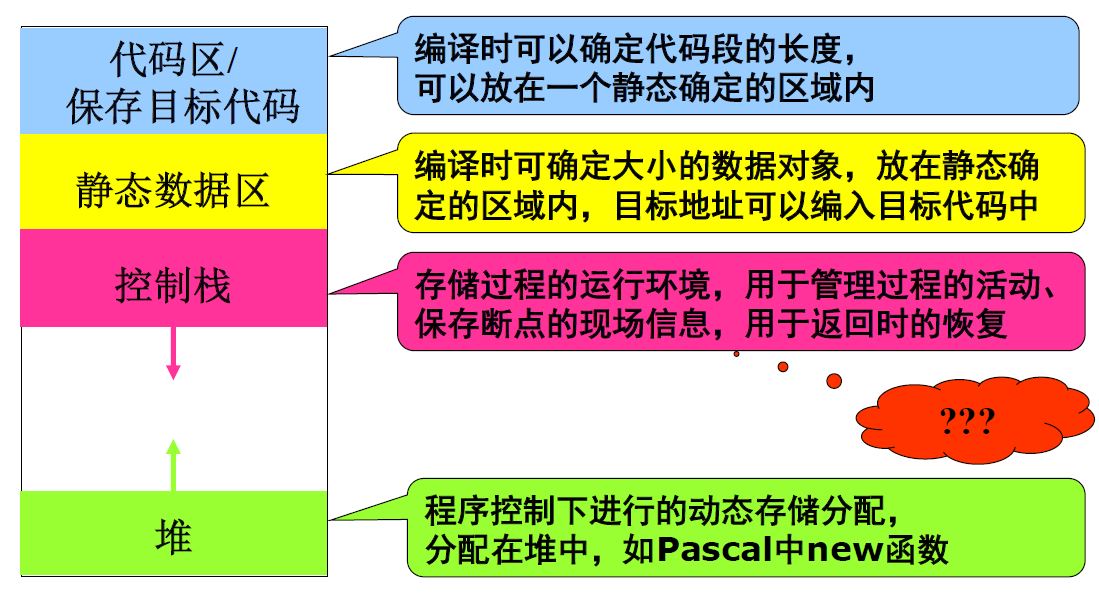 代码区/
保存目标代码
编译时可以确定代码段的长度，
可以放在一个静态确定的区域内
静态数据区
编译时可确定大小的数据对象，放在静态确
定的区域内，目标地址可以编入目标代码中
控制栈
存储过程的运行环境，用于管理过程的活动、
保存断点的现场信息，用于返回时的恢复
???
堆
程序控制下进行的动态存储分配，
分配在堆中，如Pascal中new函数